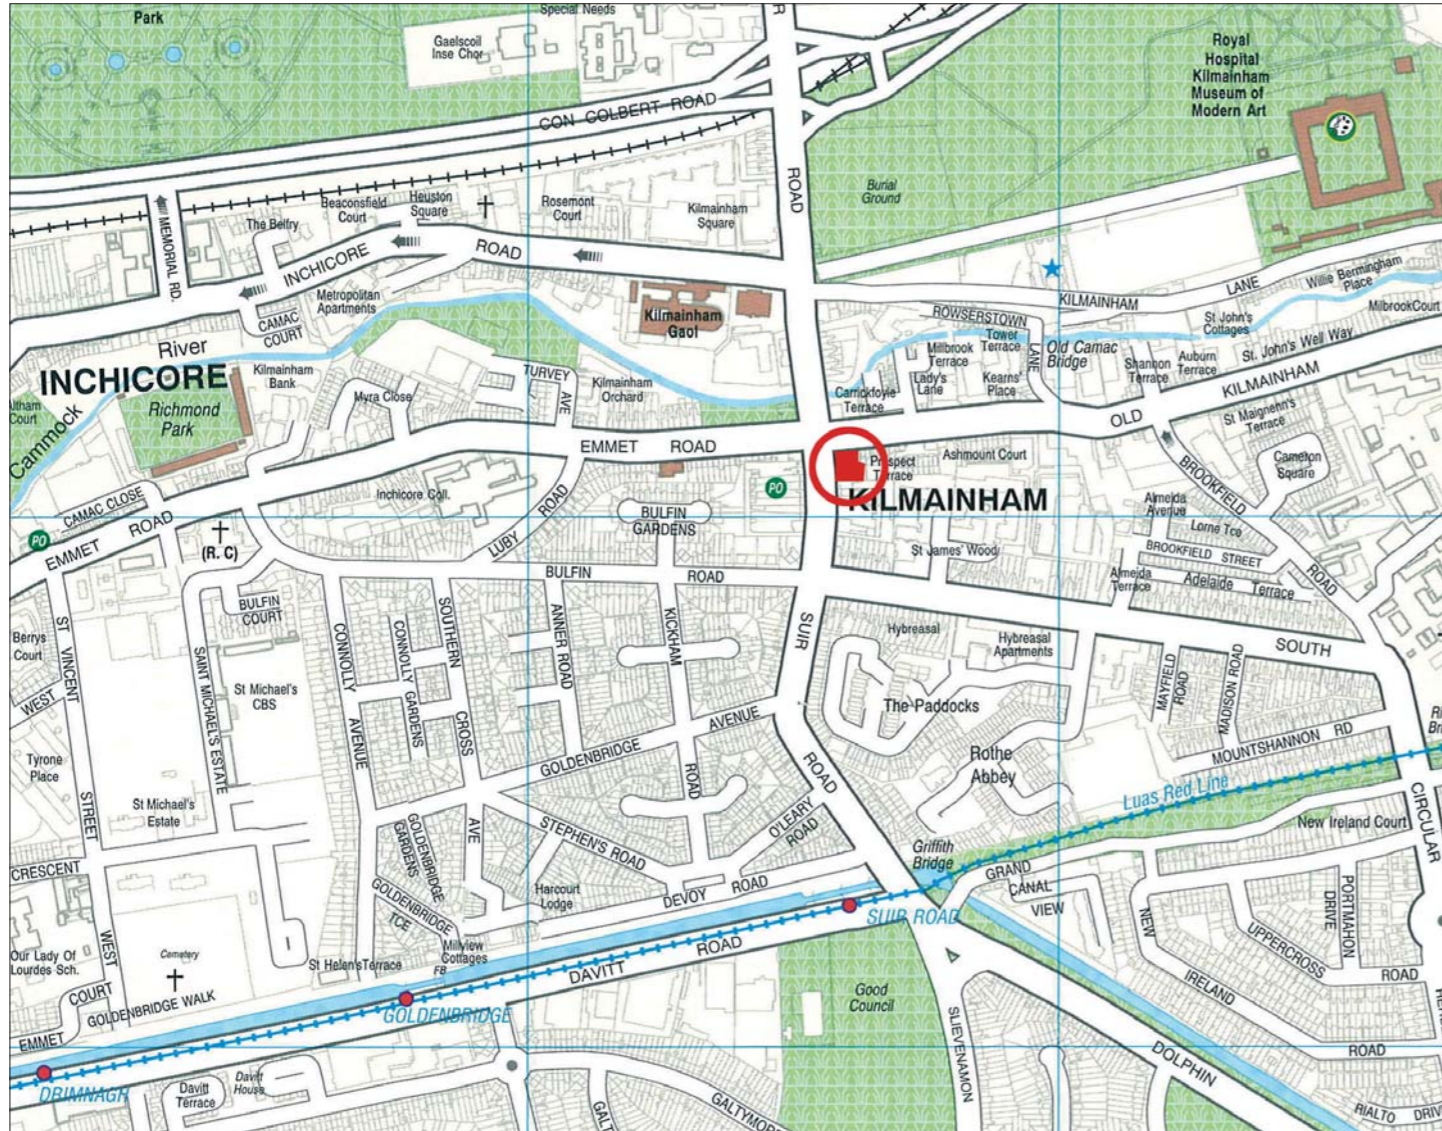 Park
Special Needs
Gaelscoil
Inse Chor
R
Royal
Hospital
Kilmainham
Museum of
Modern Art
CON COLBERT ROAD
ROAD
Burial
Ground
MEMORIAL RD.
The Belfry
Beaconsfield
Court
Heuston
Square
Rosemont
Court
Kilmainham
Square
INCHICORE ROAD
Metropolitan
Apartments
CAMAC
COURT
Kilmainham
Gaol
KILMAINHAM LANE
Willie Bermingham
Place
MilbrookCourt
ROWSERSTOWN
LANE
Tower
Terrace
Old Camac
Bridge
St John's
Cottages
St. John's Well Way
Millbrook
Terrace
Lady's
Lane
Kearns'
Place
Shannon
Terrace
Auburn
Terrace
Carrickfoyle
Terrace
River
Cammock
INCHICORE
Kilmainham
Bank
Richmond
Park
ltham
Court
Myra Close
TURVEY
AVE
Kilmainham
Orchard
EMMET ROAD
OLD KILMAINHAM
St Maignenn's
Terrace
Cameron
Square
BROOKFIELD
ROAD
Prospect
Terrace
Ashmount Court
KILMAINHAM
PO
Inchicore Coll.
LUBY ROAD
BULFIN
GARDENS
CAMAC CLOSE
PO
EMMET ROAD
(R. C)
Almeida
Avenue
Lorne Tce
BROOKFIELD STREET
Almeida
Terrace
Adelaide Terrace
St James' Wood
BULFIN ROAD
SUIR
ROAD
SOUTH
CIRCULAR
BULFIN
COURT
Berrys
Court
ST VINCENT
STREET
WEST
WEST
SAINT MICHAEL'S ESTATE
St Michael's
CBS
CONNOLLY
AVENUE
CONNOLLY
GARDENS
SOUTHERN
CROSS
AVE
ANNER ROAD
KICKHAM
ROAD
Hybreasal
Hybreasal
Apartments
The Paddocks
Rothe
Abbey
MAYFIELD
ROAD
MADISON ROAD
MOUNTSHANNON RD
Luas Red Line
Tyrone
Place
St Michael's
Estate
GOLDENBRIDGE AVENUE
GOLDENBRIDGE
GARDENS
STEPHEN'S ROAD
O'LEARY
ROAD
DEVOY ROAD
Harcourt
Lodge
GOLDENBRIDGE
TCE
Millview
Cottages
FB
St Helen'sTerrace
Griffith
Bridge
GRAND
CANAL
VIEW
New Ireland Court
PORTMAHON
DRIVE
UPPERCROSS
ROAD
NEW
IRELAND
ROAD
CRESCENT
Our Lady Of
Lourdes Sch.
Cemetery
COURT
EMMET
GOLDENBRIDGE WALK
SUIR ROAD
DAVITT ROAD
GOLDENBRIDGE
DRIMNAGH
Davitt
Terrace
Davitt
House
Good
Council
SLIEVENAMON
DOLPHIN
GALTYMORE
RIALTO DRIV